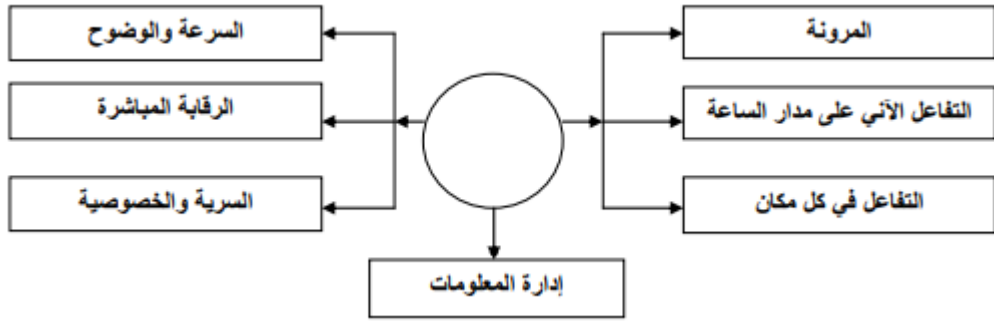 المرونة
السرعة والوضوح
التفاعل الآني على مدار الساعة
الرقابة المباشرة
التفاعل في كل مكان
السرية والخصوصية
إدارة المعلومات